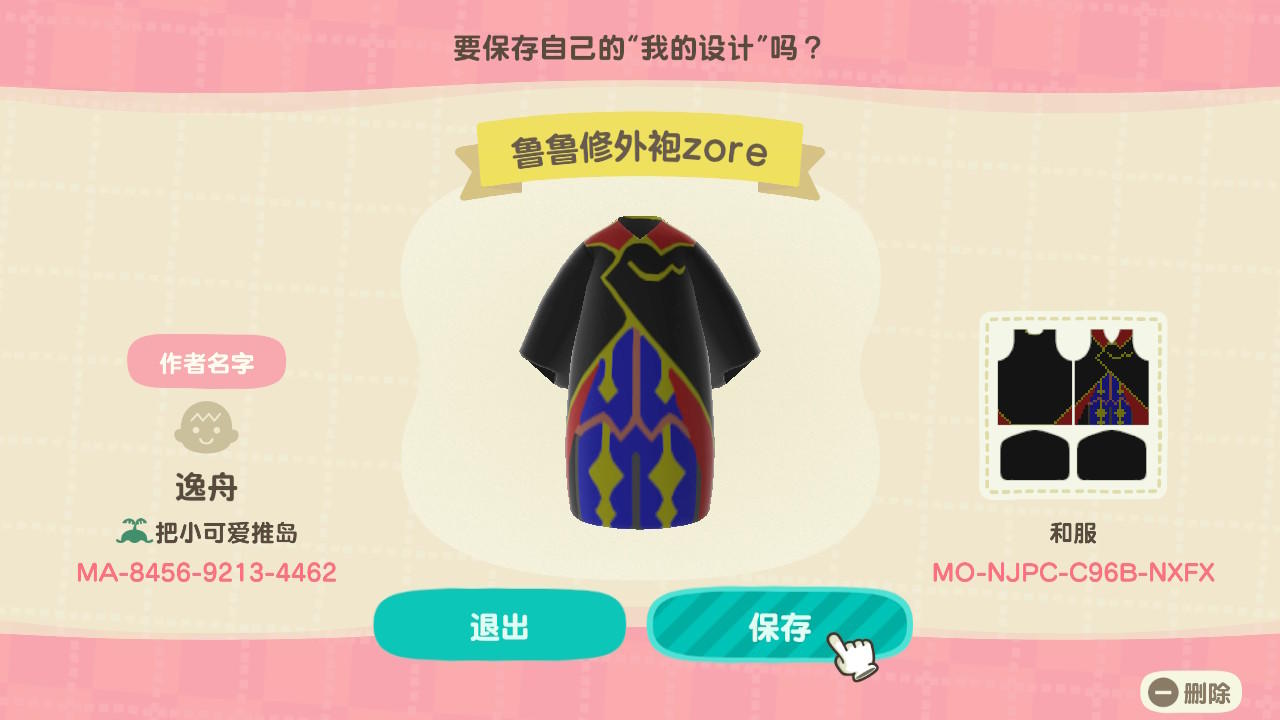 要保存自己的“我的设计”吗？
鲁鲁修外袍zore
作者名字
逸舟
把小可爱推岛
MA-8456-9213-4462
和服
MO-NJPC-C96B-NXFX
退出
保存
删除